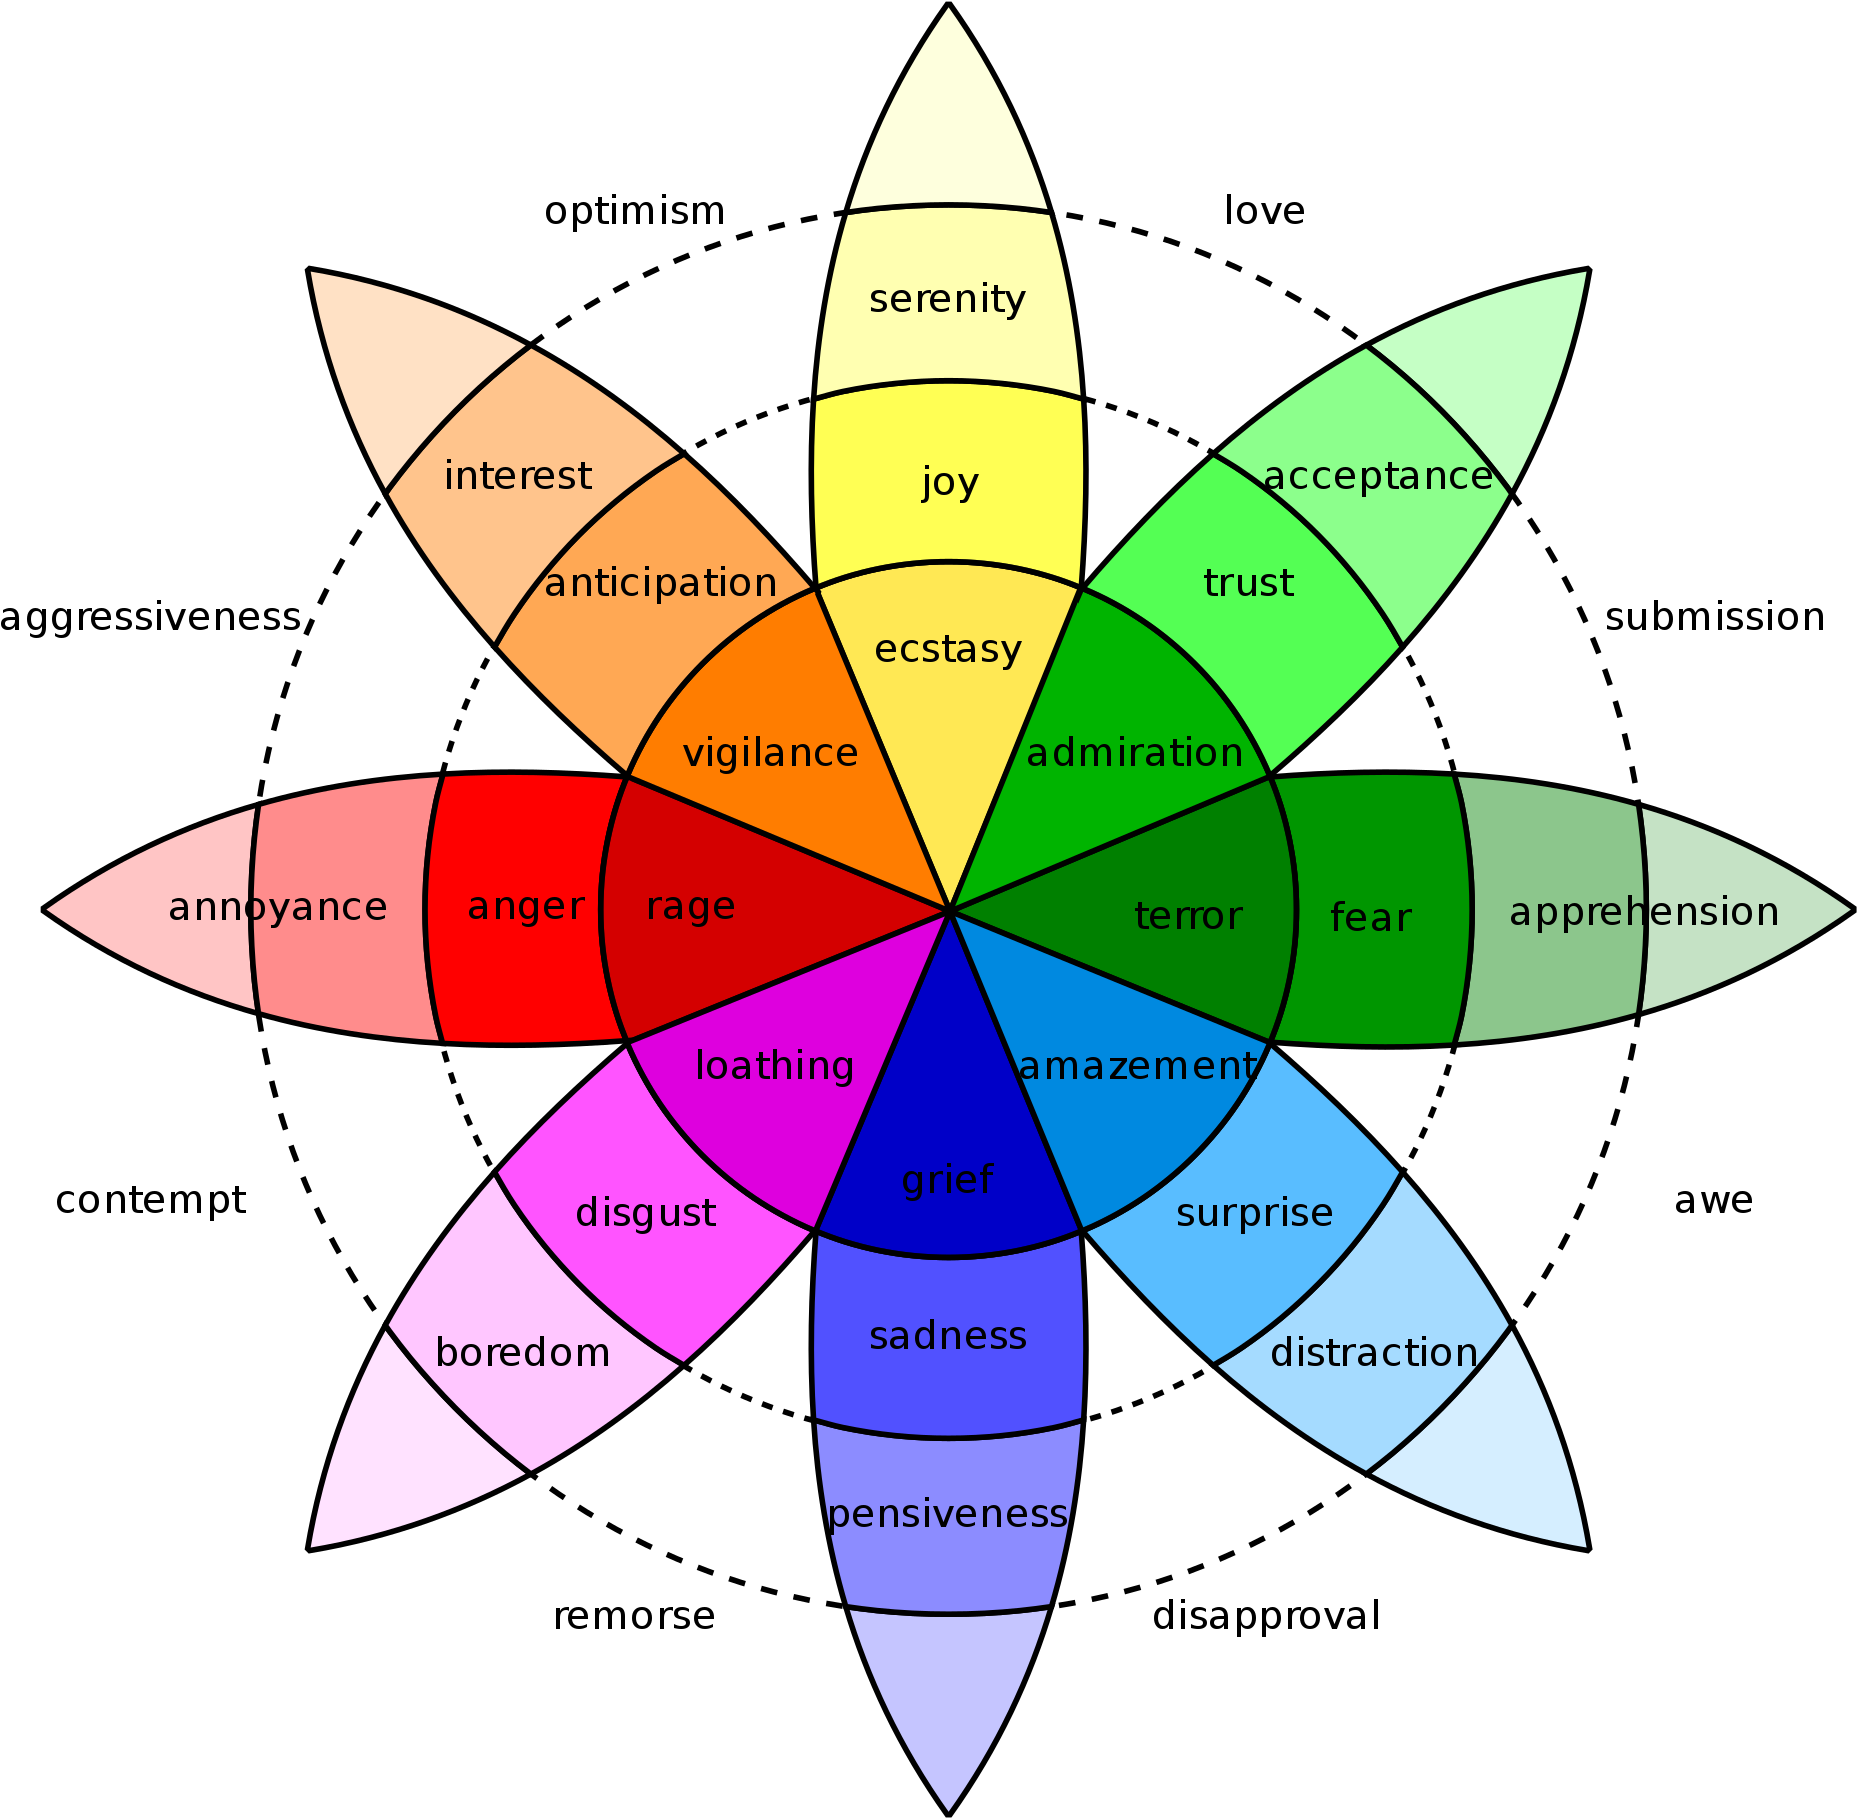 optimism
love
serenity
interest
acceptance
joy
anticipation
trust
aggressiveness
submission
ecstasy
vigilance
admiration
annoyance
anger
rage
terror
fear
apprehension
loathing
amazement
contempt
awe
grief
disgust
surprise
sadness
boredom
distraction
pensiveness
remorse
disapproval